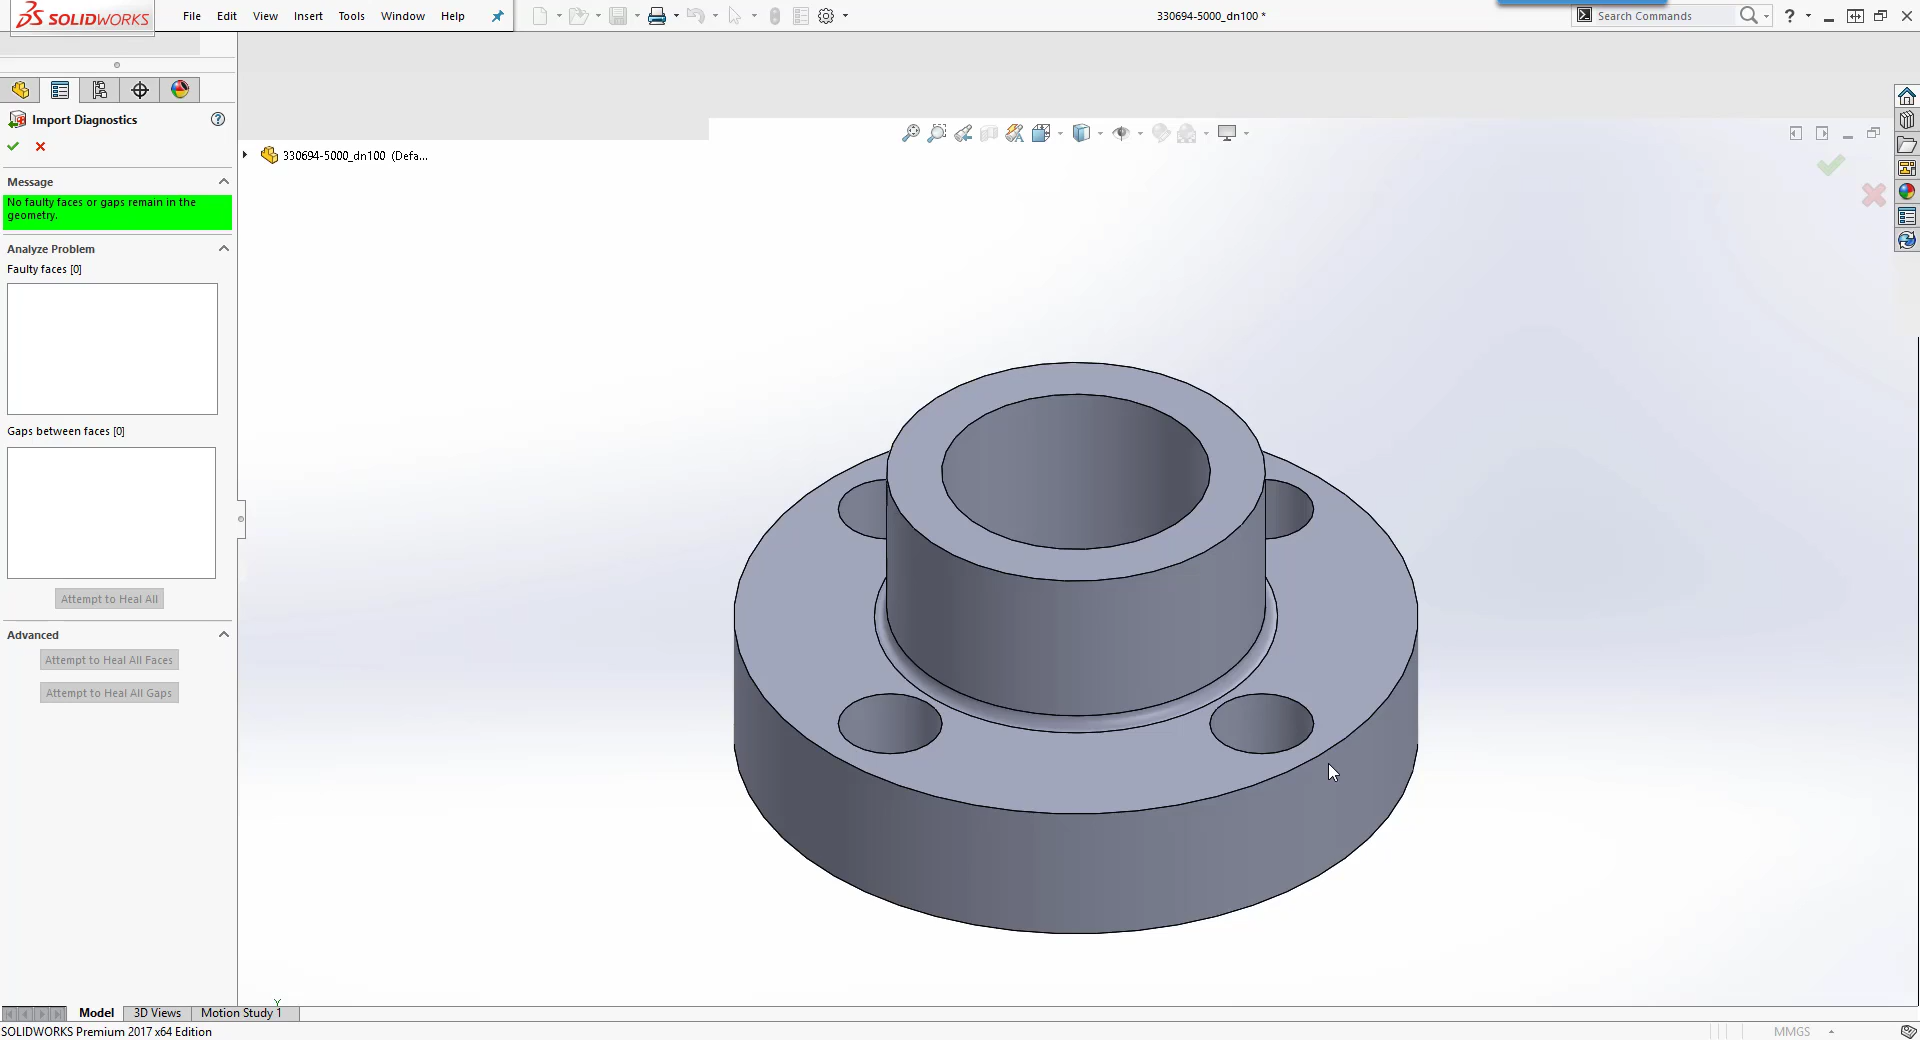 SOLIDWORKS
File Edit View Insert Tools Window Help
330694-5000_dn100 *
Search Commands
Import Diagnostics
330694-5000_dn100 (Defa...
Message
No faulty faces or gaps remain in the
geometry.
Analyze Problem
Faulty faces [0]
Gaps between faces [0]
Attempt to Heal All
Advanced
Attempt to Heal All Faces
Attempt to Heal All Gaps
Y
Model 3D Views Motion Study 1
SOLIDWORKS Premium 2017 x64 Edition
MMGS